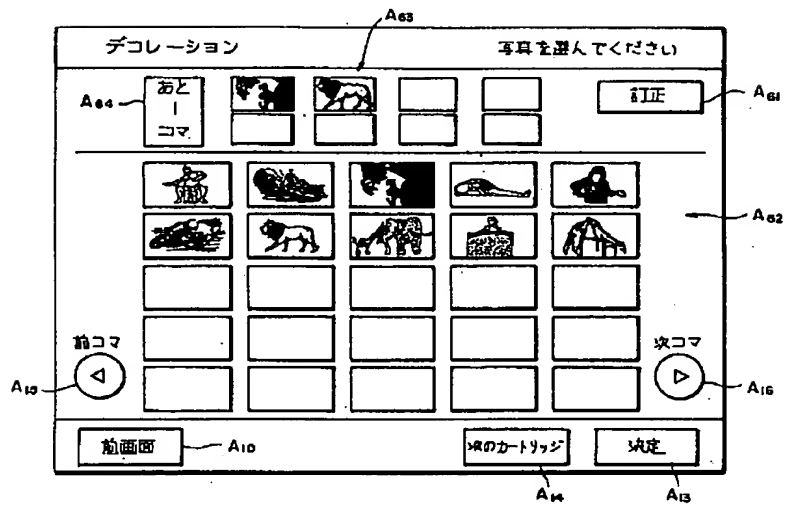 A63
デコレーション 写真を選んでください
A64 あと
ー
コマ
訂正 A61
A62
前コマ 次コマ
A15 A16
前画面 A10 次のカートリッジ 決定
A14 A13